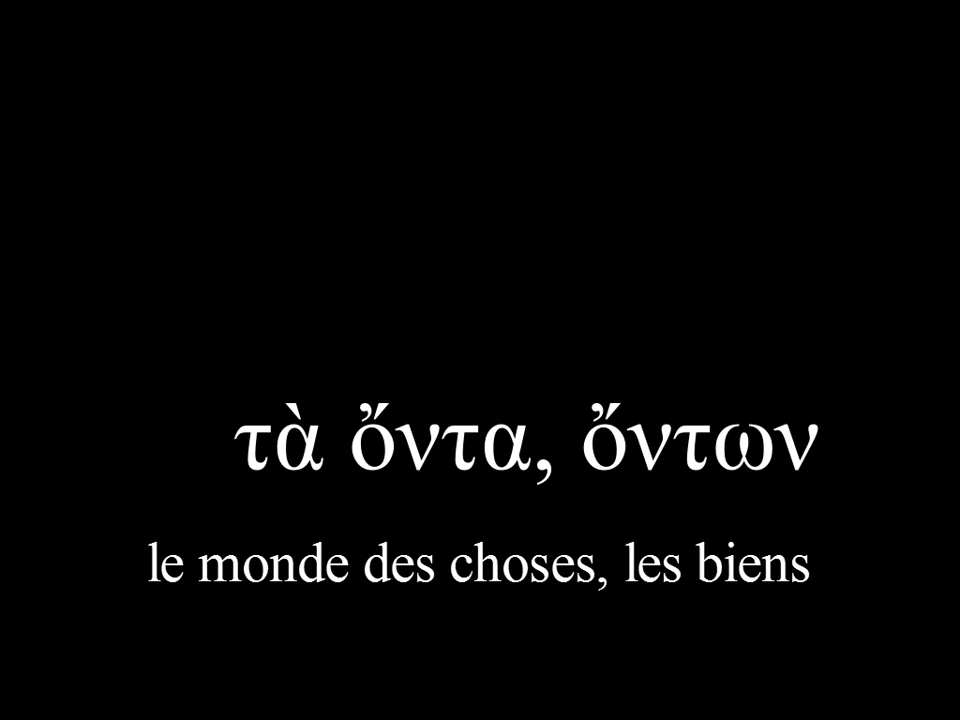 τὰ ὄντα, ὄντων
le monde des choses, les biens